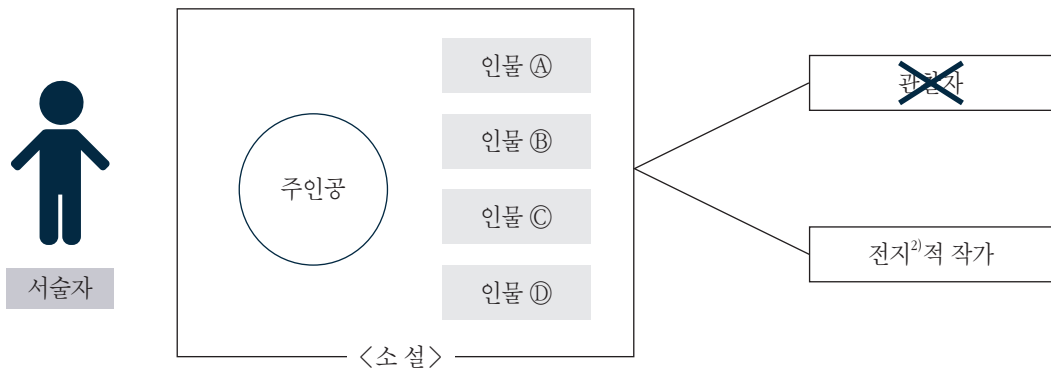 서술자
주인공
인물 Ⓐ
인물 Ⓑ
인물 Ⓒ
인물 Ⓓ
<소 설>
관찰자
전지2)적 작가